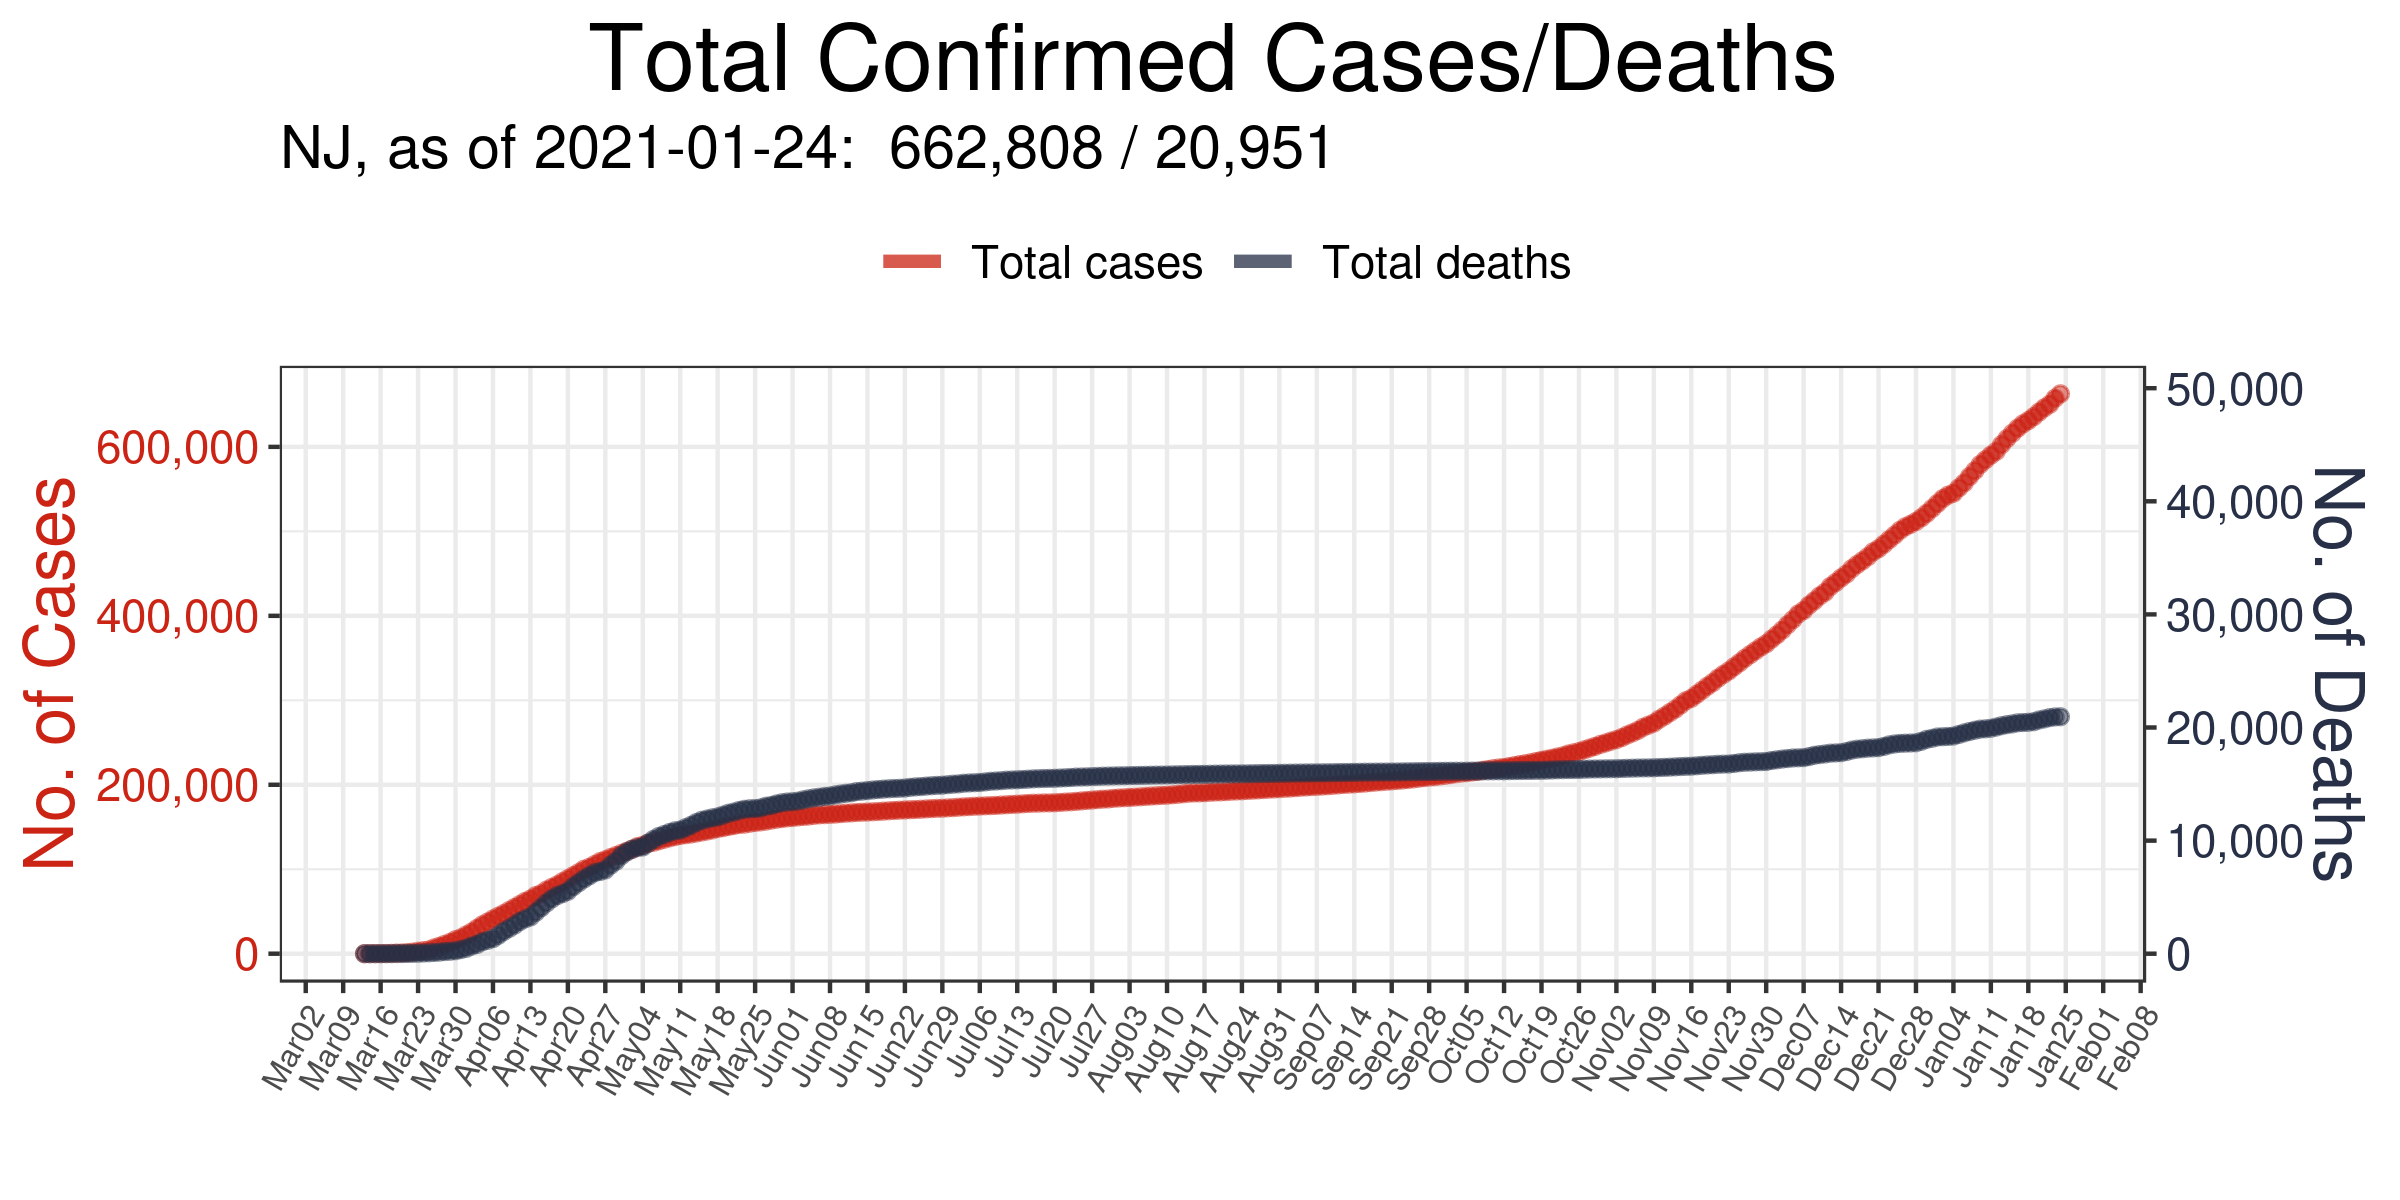 Total Confirmed Cases/Deaths
NJ, as of 2021-01-24:  662,808 / 20,951
Total cases
Total deaths
No. of Cases
600,000
400,000
200,000
0
50,000
40,000
30,000
20,000
10,000
0
No. of Deaths
Mar02
Mar09
Mar16
Mar23
Mar30
Apr06
Apr13
Apr20
Apr27
May04
May11
May18
May25
Jun01
Jun08
Jun15
Jun22
Jun29
Jul06
Jul13
Jul20
Jul27
Aug03
Aug10
Aug17
Aug24
Aug31
Sep07
Sep14
Sep21
Sep28
Oct05
Oct12
Oct19
Oct26
Nov02
Nov09
Nov16
Nov23
Nov30
Dec07
Dec14
Dec21
Dec28
Jan04
Jan11
Jan18
Jan25
Feb01
Feb08